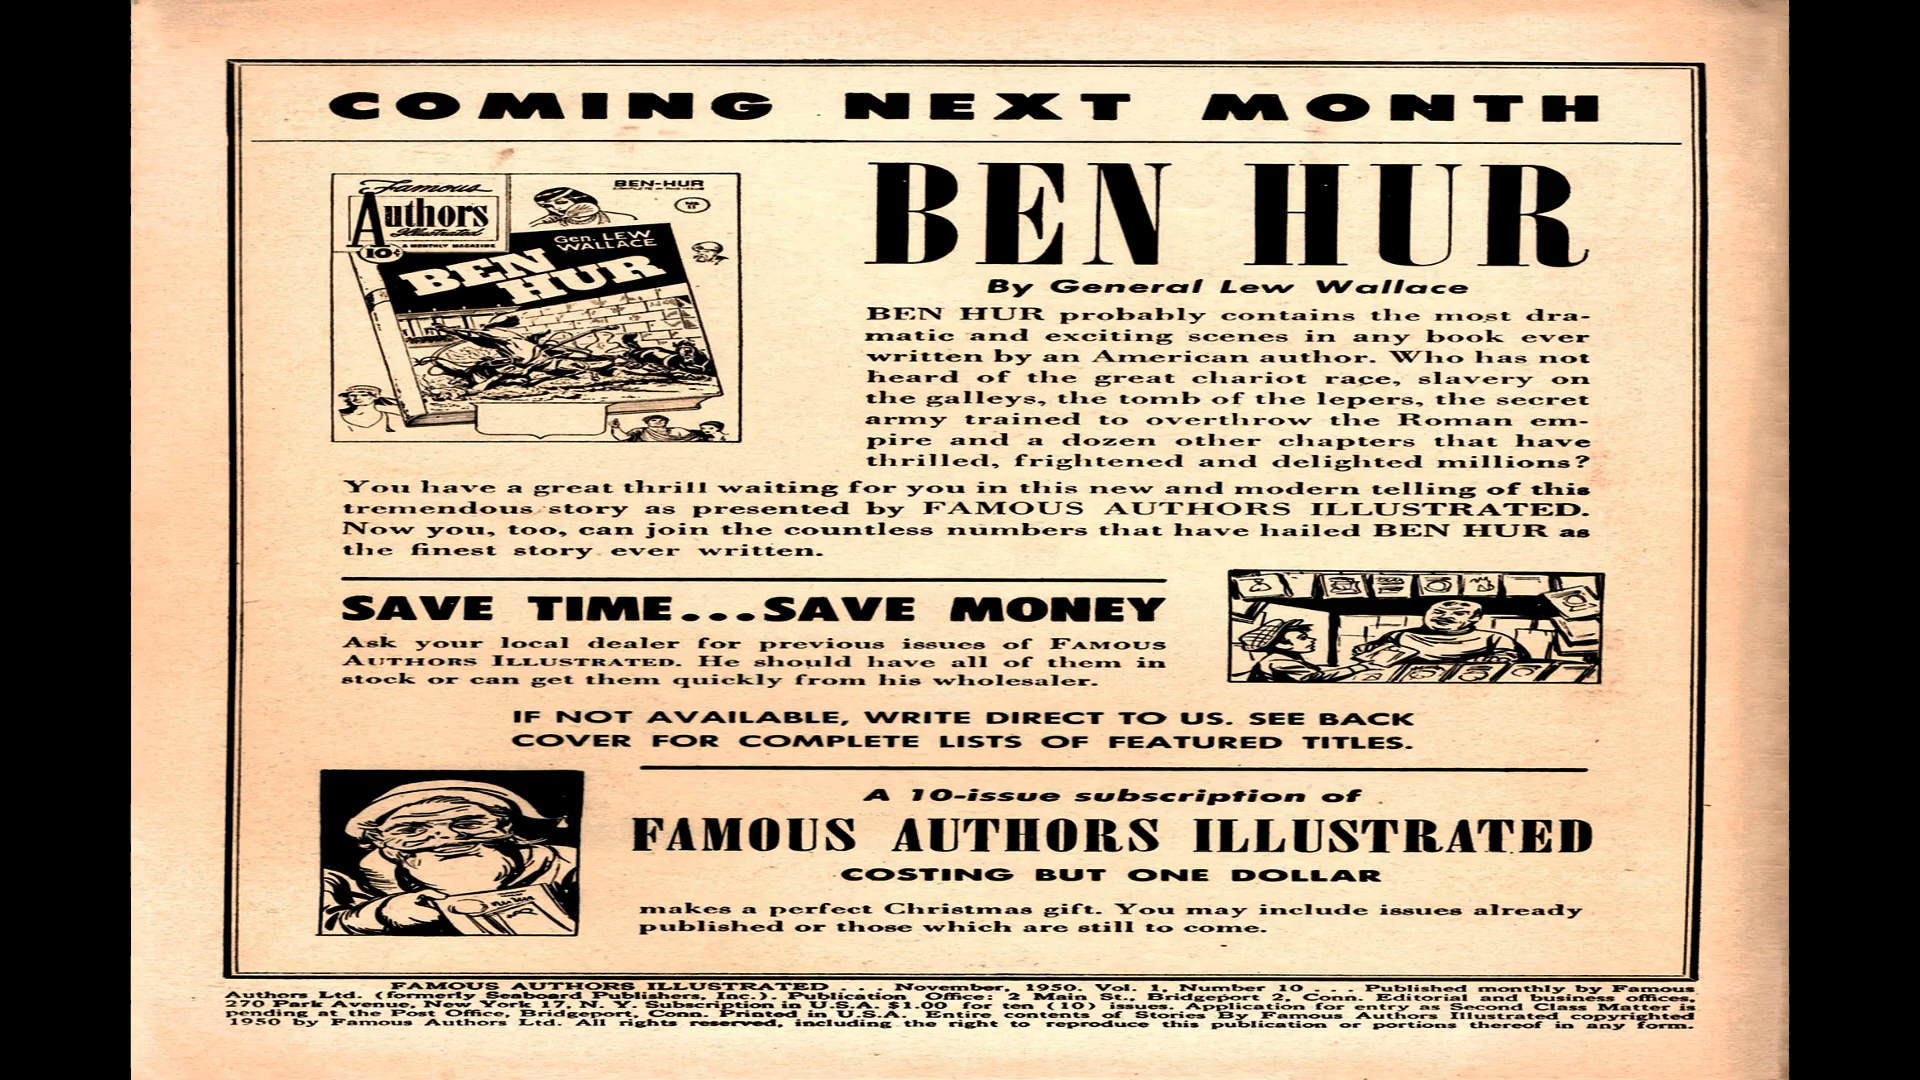 COMING NEXT MONTH
Famous
Authors
Illustrated
A MONTHLY MAGAZINE
10¢
BEN-HUR
Gen. LEW
WALLACE
BEN
HUR
BEN HUR
By General Lew Wallace
BEN HUR probably contains the most dra-
matic and exciting scenes in any book ever
written by an American author. Who has not
heard of the great chariot race, slavery on
the galleys, the tomb of the lepers, the secret
army trained to overthrow the Roman em-
pire and a dozen other chapters that have
thrilled, frightened and delighted millions?
You have a great thrill waiting for you in this new and modern telling of this
tremendous story as presented by FAMOUS AUTHORS ILLUSTRATED.
Now you, too, can join the countless numbers that have hailed BEN HUR as
the finest story ever written.
SAVE TIME...SAVE MONEY
Ask your local dealer for previous issues of FAMOUS
AUTHORS ILLUSTRATED. He should have all of them in
stock or can get them quickly from his wholesaler.
IF NOT AVAILABLE, WRITE DIRECT TO US. SEE BACK
COVER FOR COMPLETE LISTS OF FEATURED TITLES.
A 10-issue subscription of
FAMOUS AUTHORS ILLUSTRATED
COSTING BUT ONE DOLLAR
makes a perfect Christmas gift. You may include issues already
published or those which are still to come.
FAMOUS AUTHORS ILLUSTRATED . . . November, 1950. Vol. 1, Number 10 . . . Published monthly by Famous
Authors Ltd. (formerly Seaboard Publishers, Inc.). Publication Office: 2 Main St., Bridgeport 2, Conn. Editorial and business offices,
270 Park Avenue, New York 17, N. Y. Subscription in U.S.A. $1.00 for ten (10) issues. Application for entry as Second Class Matter is
pending at the Post Office, Bridgeport, Conn. Printed in U.S.A. Entire contents of Stories By Famous Authors Illustrated copyrighted
1950 by Famous Authors Ltd. All rights reserved, including the right to reproduce this publication or portions thereof in any form.